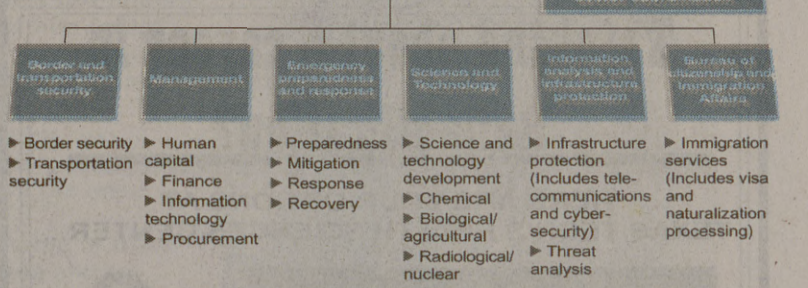 Border and
transportation
security
Management
Emergency
preparedness
and response
Science and
Technology
Information
analysis and
infrastructure
protection
Bureau of
citizenship and
Immigration
Affairs
▶ Border security
▶ Transportation
security
▶ Human
capital
▶ Finance
▶ Information
technology
▶ Procurement
▶ Preparedness
▶ Mitigation
▶ Response
▶ Recovery
▶ Science and
technology
development
▶ Chemical
▶ Biological/
agricultural
▶ Radiological/
nuclear
▶ Infrastructure
protection
(Includes tele-
communications
and cyber-
security)
▶ Threat
analysis
▶ Immigration
services
(Includes visa
and
naturalization
processing)